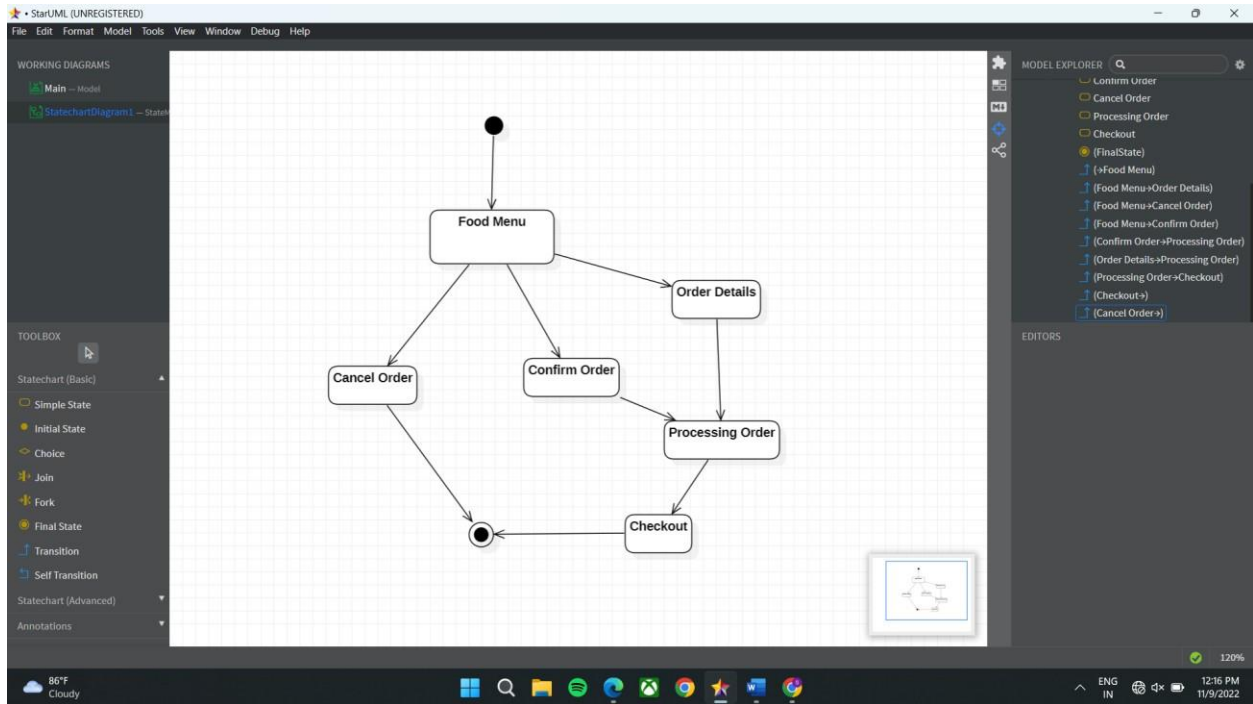 • StarUML (UNREGISTERED)
File Edit Format Model Tools View Window Debug Help
WORKING DIAGRAMS
Main — Model
StatechartDiagram1 — StateM
TOOLBOX
Statechart (Basic)
Simple State
Initial State
Choice
Join
Fork
Final State
Transition
Self Transition
Statechart (Advanced)
Annotations
Food Menu
Order Details
Cancel Order
Confirm Order
Processing Order
Checkout
MODEL EXPLORER
Confirm Order
Cancel Order
Processing Order
Checkout
(FinalState)
(→Food Menu)
(Food Menu→Order Details)
(Food Menu→Cancel Order)
(Food Menu→Confirm Order)
(Confirm Order→Processing Order)
(Order Details→Processing Order)
(Processing Order→Checkout)
(Checkout→)
(Cancel Order→)
EDITORS
120%
86°F
Cloudy
ENG
IN
12:16 PM
11/9/2022